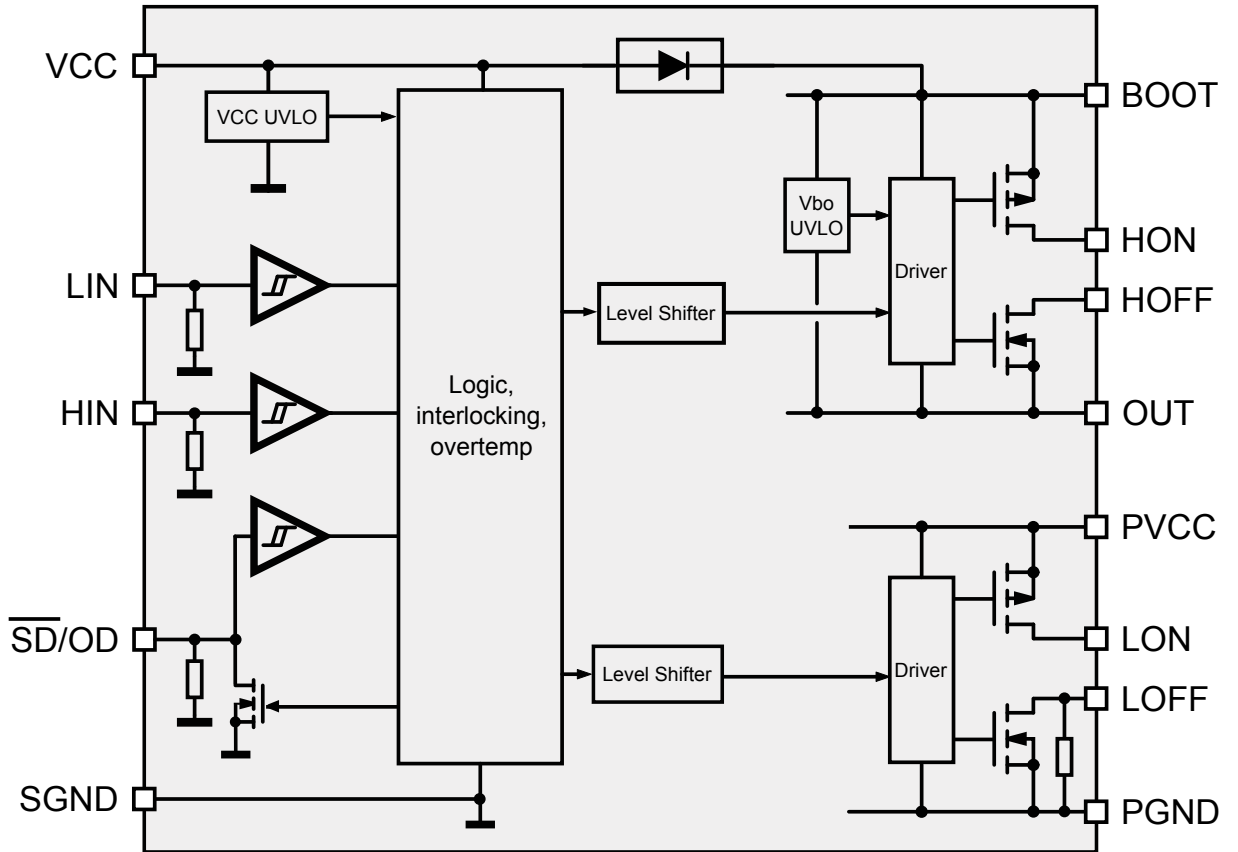 VCC
VCC UVLO
BOOT
Vbo
UVLO
Driver
HON
LIN
Level Shifter
HOFF
HIN
Logic,
interlocking,
overtemp
OUT
PVCC
SD/OD
Level Shifter
Driver
LON
LOFF
SGND
PGND